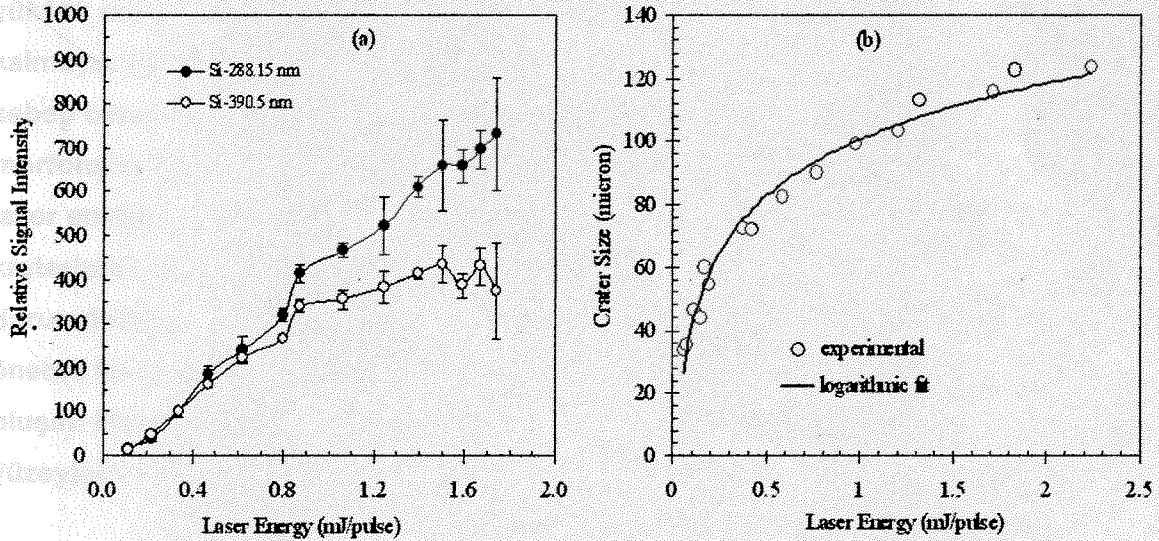 (a)
1000
900
800
700
600
500
400
300
200
100
0
Relative Signal Intensity
Si-288.15 nm
Si-390.5 nm
0.0 0.4 0.8 1.2 1.6 2.0
Laser Energy (mJ/pulse)
(b)
140
120
100
80
60
40
20
0
Crater Size (micron)
experimental
logarithmic fit
0 0.5 1 1.5 2 2.5
Laser Energy (mJ/pulse)